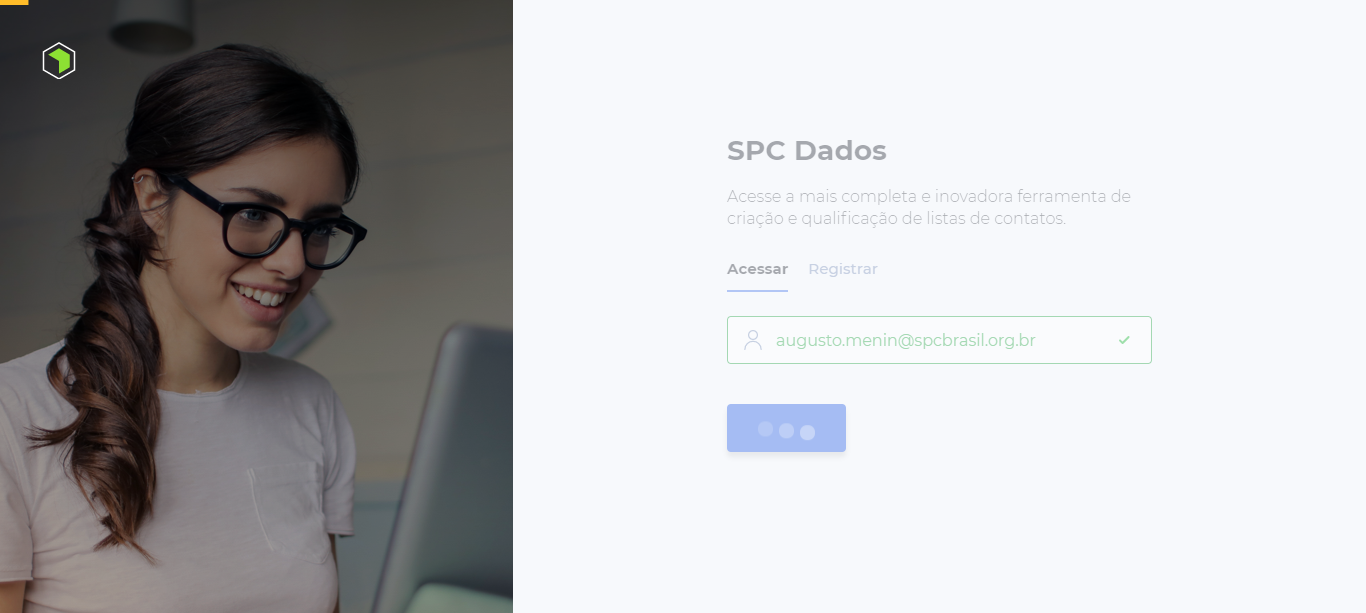 SPC Dados
Acesse a mais completa e inovadora ferramenta de
criação e qualificação de listas de contatos.
Acessar Registrar
augusto.menin@spcbrasil.org.br